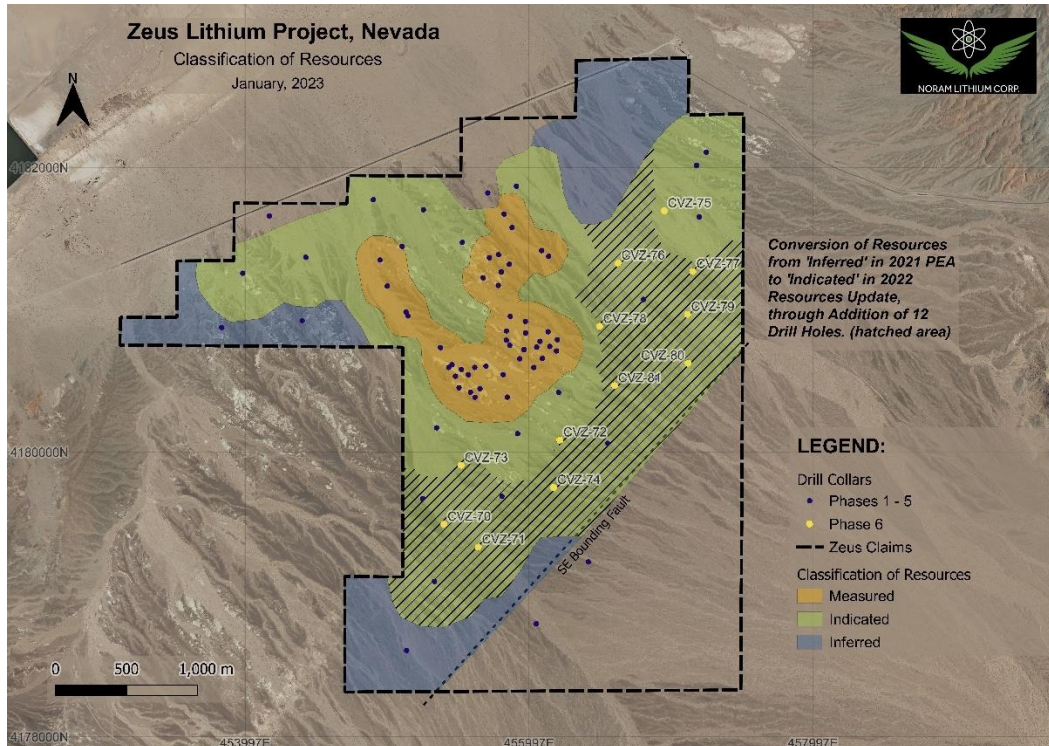 Zeus Lithium Project, Nevada
Classification of Resources
January, 2023
N
NORAM LITHIUM CORP.
4182000N
CVZ-75
CVZ-76
CVZ-77
Conversion of Resources
from 'Inferred' in 2021 PEA
to 'Indicated' in 2022
Resources Update,
through Addition of 12
Drill Holes. (hatched area)
CVZ-79
CVZ-78
CVZ-80
CVZ-81
CVZ-72
4180000N
CVZ-73
CVZ-74
CVZ-70
CVZ-71
SE Bounding Fault
LEGEND:
Drill Collars
Phases 1 - 5
Phase 6
Zeus Claims
Classification of Resources
Measured
Indicated
Inferred
0 500 1,000 m
4178000N
453997E
455997E
457997E